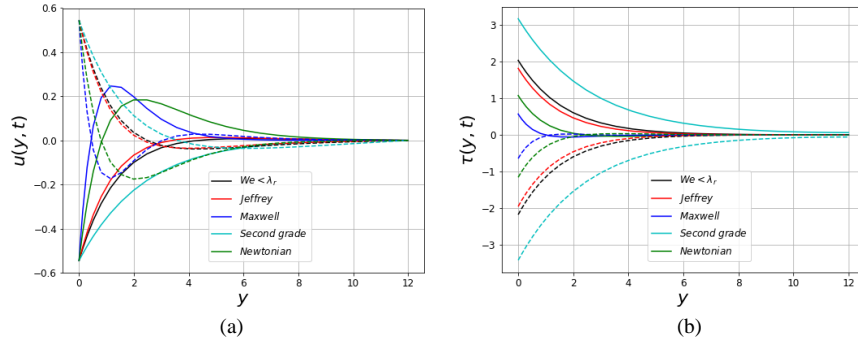 0.6
0.4
0.2
0.0
−0.2
−0.4
−0.6
0 2 4 6 8 10 12
u(y, t)
y
We < λr
Jeffrey
Maxwell
Second grade
Newtonian
(a)
3
2
1
0
−1
−2
−3
0 2 4 6 8 10 12
τ(y, t)
y
We < λr
Jeffrey
Maxwell
Second grade
Newtonian
(b)